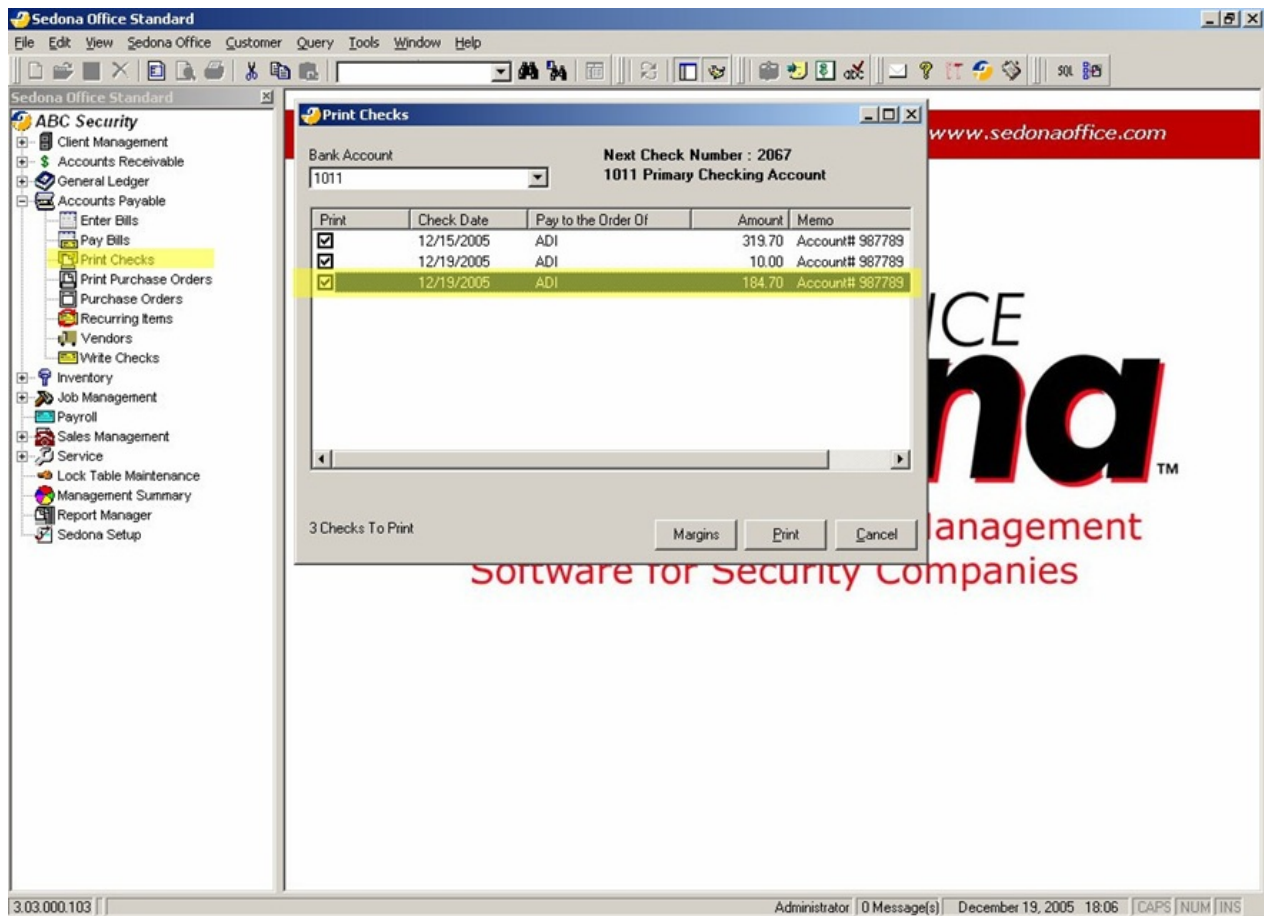 Sedona Office Standard
File Edit View Sedona Office Customer Query Tools Window Help
SQL
Sedona Office Standard
ABC Security
Client Management
Accounts Receivable
General Ledger
Accounts Payable
Enter Bills
Pay Bills
Print Checks
Print Purchase Orders
Purchase Orders
Recurring Items
Vendors
Write Checks
Inventory
Job Management
Payroll
Sales Management
Service
Lock Table Maintenance
Management Summary
Report Manager
Sedona Setup
www.sedonaoffice.com
Print Checks
Bank Account
1011
Next Check Number : 2067
1011 Primary Checking Account
Print Check Date Pay to the Order Of Amount Memo
12/15/2005 ADI 319.70 Account# 987789
12/19/2005 ADI 10.00 Account# 987789
12/19/2005 ADI 184.70 Account# 987789
3 Checks To Print
Margins Print Cancel
ICE
na
TM
lanagement
Software for Security Companies
3.03.000.103 Administrator 0 Message(s) December 19, 2005 18:06 CAPS NUM INS